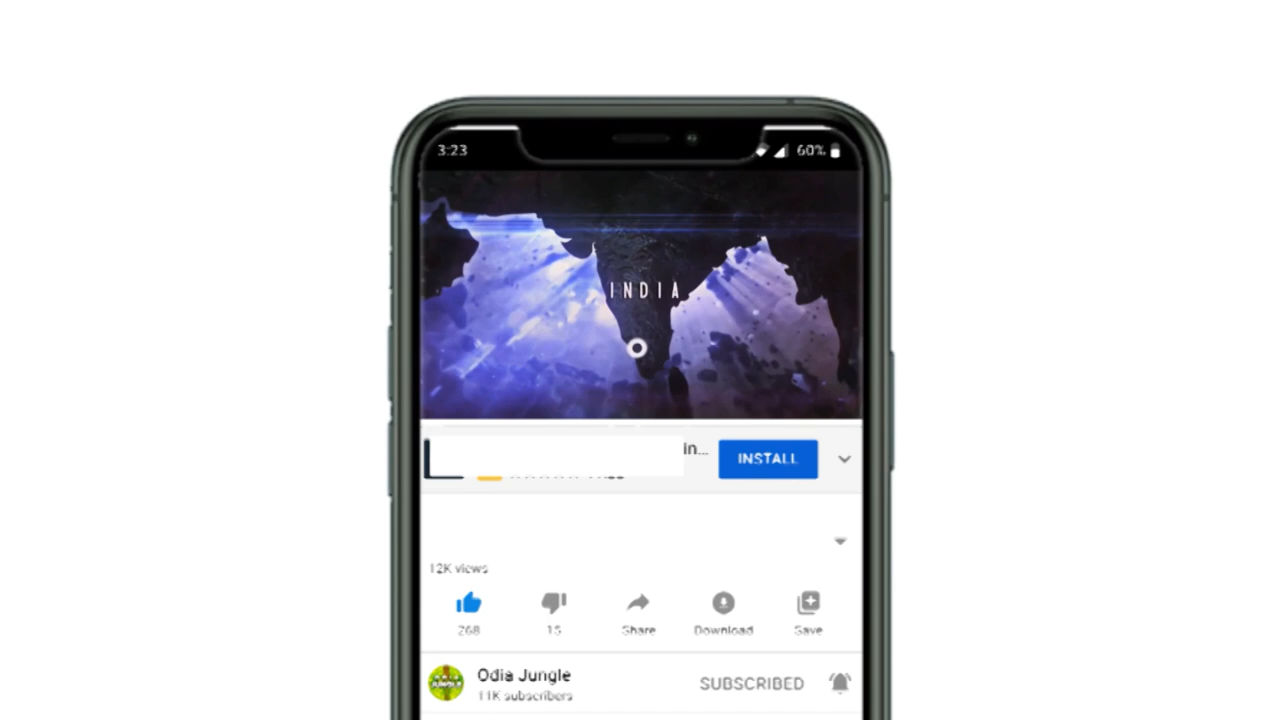 3:23 60%
INDIA
in...
INSTALL
12K views
268 15 Share Download Save
Odia Jungle
11K subscribers
SUBSCRIBED